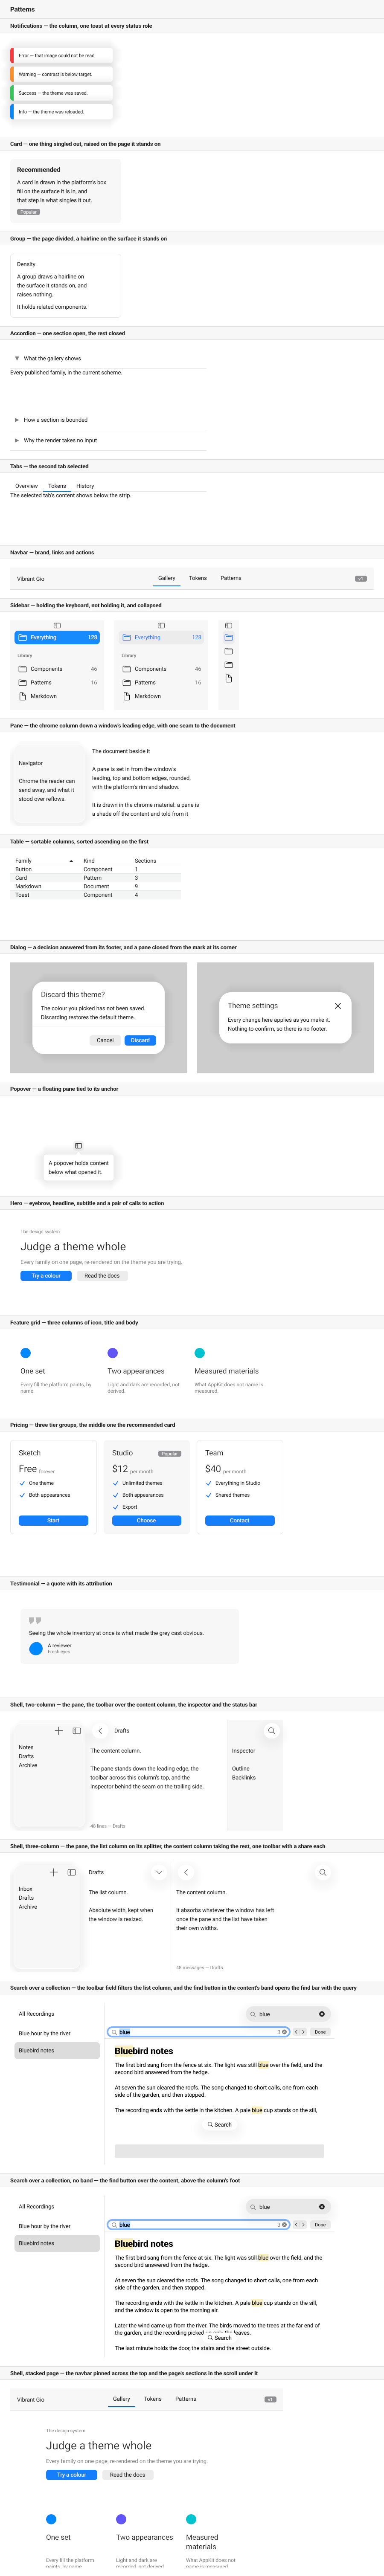 Patterns
Notifications — the column, one toast at every status role
Error — that image could not be read.
Warning — contrast is below target.
Success — the theme was saved.
Info — the theme was reloaded.
Card — one thing singled out, raised on the page it stands on
Recommended
A card is drawn in the platform's box
fill on the surface it is in, and
that step is what singles it out.
Popular
Group — the page divided, a hairline on the surface it stands on
Density
A group draws a hairline on
the surface it stands on, and
raises nothing.
It holds related components.
Accordion — one section open, the rest closed
What the gallery shows
Every published family, in the current scheme.
How a section is bounded
Why the render takes no input
Tabs — the second tab selected
Overview Tokens History
The selected tab's content shows below the strip.
Navbar — brand, links and actions
Vibrant Gio Gallery Tokens Patterns v1
Sidebar — holding the keyboard, not holding it, and collapsed
Everything 128 Everything 128
Library Library
Components 46 Components 46
Patterns 16 Patterns 16
Markdown Markdown
Pane — the chrome column down a window's leading edge, with one seam to the document
Navigator
Chrome the reader can
send away, and what it
stood over reflows.
The document beside it
A pane is set in from the window's
leading, top and bottom edges, rounded,
with the platform's rim and shadow.
It is drawn in the chrome material: a pane is
a shade off the content and told from it
Table — sortable columns, sorted ascending on the first
Family Kind Sections
Button Component 1
Card Pattern 3
Markdown Document 9
Toast Component 4
Dialog — a decision answered from its footer, and a pane closed from the mark at its corner
Discard this theme?
The colour you picked has not been saved.
Discarding restores the default theme.
Cancel Discard
Theme settings
Every change here applies as you make it.
Nothing to confirm, so there is no footer.
Popover — a floating pane tied to its anchor
A popover holds content
below what opened it.
Hero — eyebrow, headline, subtitle and a pair of calls to action
The design system
Judge a theme whole
Every family on one page, re-rendered on the theme you are trying.
Try a colour Read the docs
Feature grid — three columns of icon, title and body
One set Two appearances Measured materials
Every fill the platform paints, by Light and dark are recorded, not What AppKit does not name is
name. derived. measured.
Pricing — three tier groups, the middle one the recommended card
Sketch
Free forever
One theme
Both appearances
Start
Studio Popular
$12 per month
Unlimited themes
Both appearances
Export
Choose
Team
$40 per month
Everything in Studio
Shared themes
Contact
Testimonial — a quote with its attribution
Seeing the whole inventory at once is what made the grey cast obvious.
A reviewer
Fresh eyes
Shell, two-column — the pane, the toolbar over the content column, the inspector and the status bar
Notes
Drafts
Archive
Drafts
The content column.
The pane stands down the leading edge, the
toolbar across this column's top, and the
inspector behind the seam on the trailing side.
48 lines — Drafts
Inspector
Outline
Backlinks
Shell, three-column — the pane, the list column on its splitter, the content column taking the rest, one toolbar with a share each
Inbox
Drafts
Archive
Drafts
The list column.
Absolute width, kept when
the window is resized.
The content column.
It absorbs whatever the window has left
once the pane and the list have taken
their own widths.
48 messages — Drafts
Search over a collection — the toolbar field filters the list column, and the find button in the content's band opens the find bar with the query
All Recordings
Blue hour by the river
Bluebird notes
blue
blue 3 Done
Bluebird notes
The first bird sang from the fence at six. The light was still blue over the field, and the
second bird answered from the hedge.
At seven the sun cleared the roofs. The song changed to short calls, one from each
side of the garden, and then stopped.
The recording ends with the kettle in the kitchen. A pale blue cup stands on the sill,
Search
Search over a collection, no band — the find button over the content, above the column's foot
All Recordings
Blue hour by the river
Bluebird notes
blue
blue 3 Done
Bluebird notes
The first bird sang from the fence at six. The light was still blue over the field, and the
second bird answered from the hedge.
At seven the sun cleared the roofs. The song changed to short calls, one from each
side of the garden, and then stopped.
The recording ends with the kettle in the kitchen. A pale blue cup stands on the sill,
and the window is open to the morning air.
Later the wind came up from the river. The birds moved to the trees at the far end of
the garden, and the recording picked leaves.
Search
The last minute holds the door, the stairs and the street outside.
Shell, stacked page — the navbar pinned across the top and the page's sections in the scroll under it
Vibrant Gio Gallery Tokens Patterns v1
The design system
Judge a theme whole
Every family on one page, re-rendered on the theme you are trying.
Try a colour Read the docs
One set Two appearances Measured
materials
Every fill the platform Light and dark are What AppKit does not
paints, by name. recorded, not derived. name is measured.